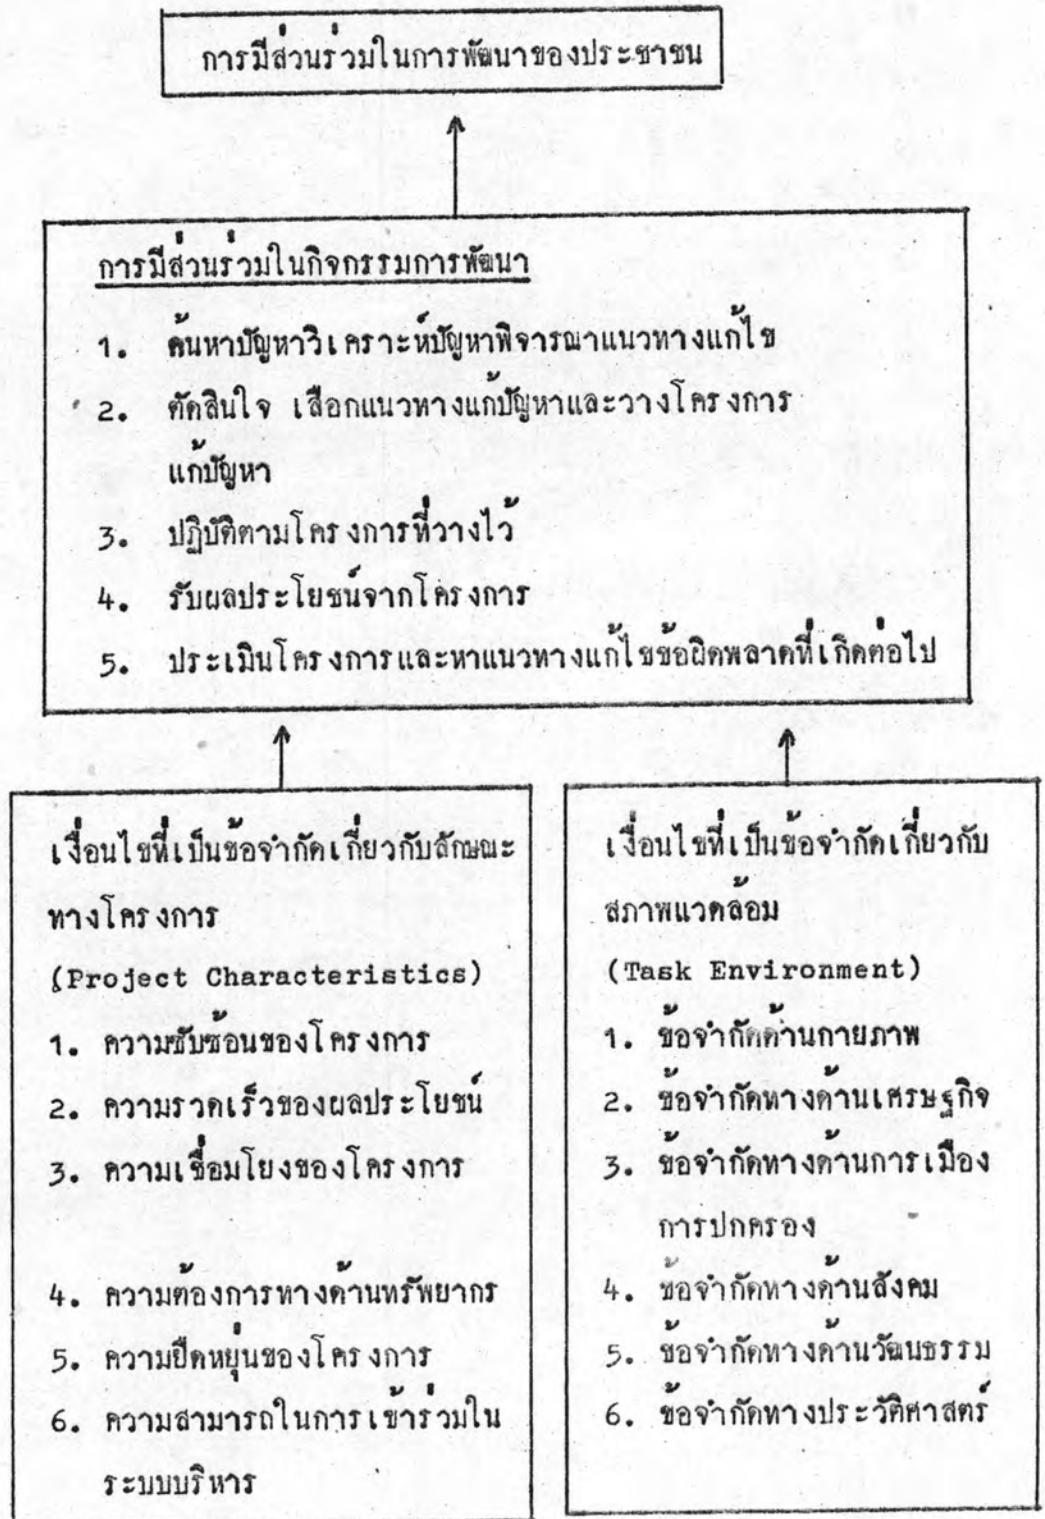 การมีส่วนร่วมในการพัฒนาของประชาชน
การมีส่วนร่วมในกิจกรรมการพัฒนา
1. ค้นหาปัญหาวิเคราะห์ปัญหาพิจารณาแนวทางแก้ไข
2. ตัดสินใจ เลือกแนวทางแก้ปัญหาและวางโครงการ
แก้ปัญหา
3. ปฏิบัติตามโครงการที่วางไว้
4. รับผลประโยชน์จากโครงการ
5. ประเมินโครงการและหาแนวทางแก้ไขข้อผิดพลาดที่เกิดต่อไป
เงื่อนไขที่เป็นข้อจำกัดเกี่ยวกับลักษณะ
ทางโครงการ
(Project Characteristics)
1. ความซับซ้อนของโครงการ
2. ความรวดเร็วของผลประโยชน์
3. ความเชื่อมโยงของโครงการ
4. ความต้องการทางด้านทรัพยากร
5. ความยืดหยุ่นของโครงการ
6. ความสามารถในการเข้าร่วมใน
ระบบบริหาร
เงื่อนไขที่เป็นข้อจำกัดเกี่ยวกับ
สภาพแวดล้อม
(Task Environment)
1. ข้อจำกัดด้านกายภาพ
2. ข้อจำกัดทางด้านเศรษฐกิจ
3. ข้อจำกัดทางด้านการเมือง
การปกครอง
4. ข้อจำกัดทางด้านสังคม
5. ข้อจำกัดทางด้านวัฒนธรรม
6. ข้อจำกัดทางประวัติศาสตร์